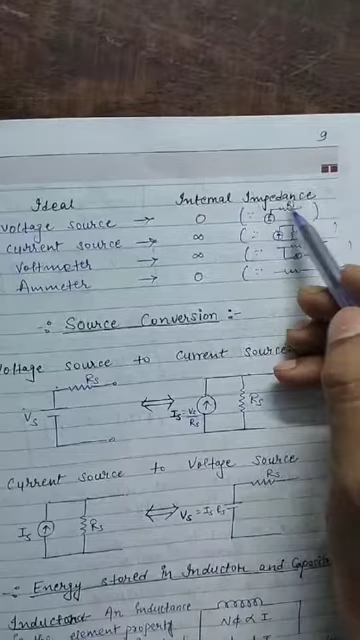 9
Ideal Internal Impedance
Voltage source → 0 (∵
Current source → ∞ (∵
Voltmeter → ∞ (∵
Ammeter → 0 (∵
:- Source Conversion :-
Voltage source to Current source
Rs
Vs
Is = Vs/Rs
Rs
Current source to Voltage source
Is
Rs
Vs = Is Rs
Rs
:- Energy stored in Inductor and
Inductor An Inductance
is the element property
NΦ α I